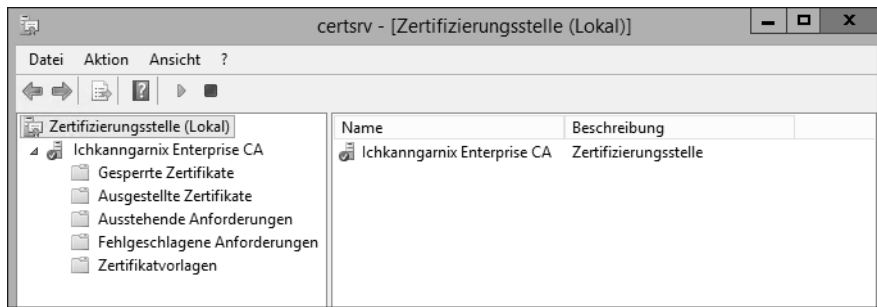 certsrv - [Zertifizierungsstelle (Lokal)]
Datei Aktion Ansicht ?
Zertifizierungsstelle (Lokal)
Ichkanngarnix Enterprise CA
Gesperrte Zertifikate
Ausgestellte Zertifikate
Ausstehende Anforderungen
Fehlgeschlagene Anforderungen
Zertifikatvorlagen
Name Beschreibung
Ichkanngarnix Enterprise CA Zertifizierungsstelle